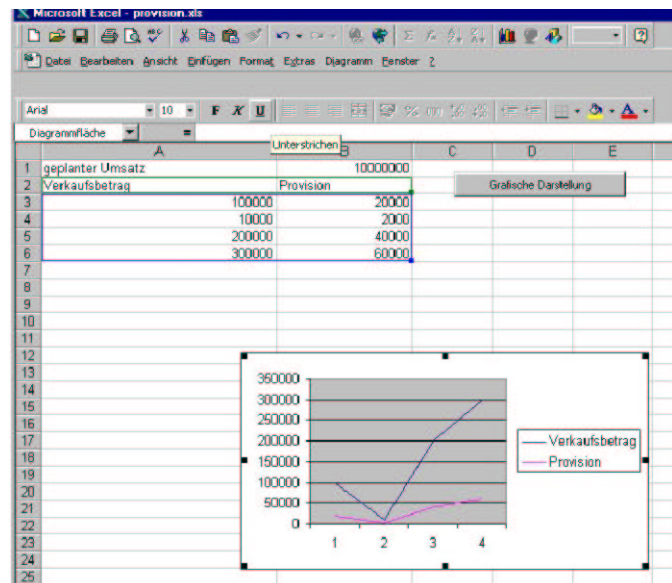 Microsoft Excel - provision.xls
Datei Bearbeiten Ansicht Einfügen Format Extras Diagramm Fenster ?
Arial 10 F K U
Diagrammfläche =
Unterstrichen
A B C D E
1 geplanter Umsatz 10000000
Grafische Darstellung
2 Verkaufsbetrag Provision
3 100000 20000
4 10000 2000
5 200000 40000
6 300000 60000
7
8
9
10
11
12
13
14
15
16
17
18
19
20
21
22
23
24
25
350000
300000
250000
200000
150000
100000
50000
0
1 2 3 4
Verkaufsbetrag
Provision